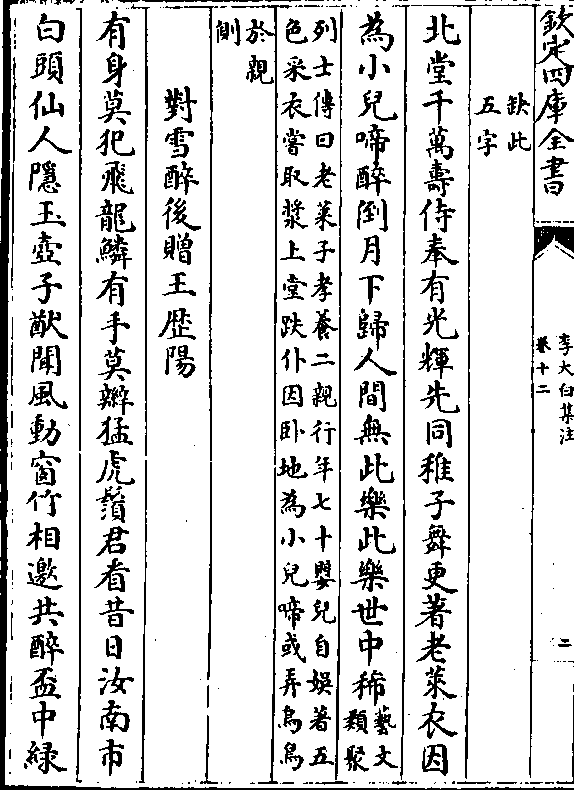 欽定四庫全書
李太白集注
卷十二
二
缺此
五字
北堂千萬壽侍奉有光輝先同稚子舞更著老萊衣因
為小兒啼醉倒月下歸人間無此樂此樂世中稀
藝文
類聚
列士傳曰老萊子孝養二親行年七十嬰兒自娛著五
色采衣嘗取漿上堂跌仆因卧地為小兒啼或弄烏鳥
於親
側
對雪醉後贈王歴陽
有身莫犯飛龍鱗有手莫辮猛虎鬚君看昔日汝南市
白頭仙人隱玉壺子猷聞風動窗竹相邀共醉盃中緑